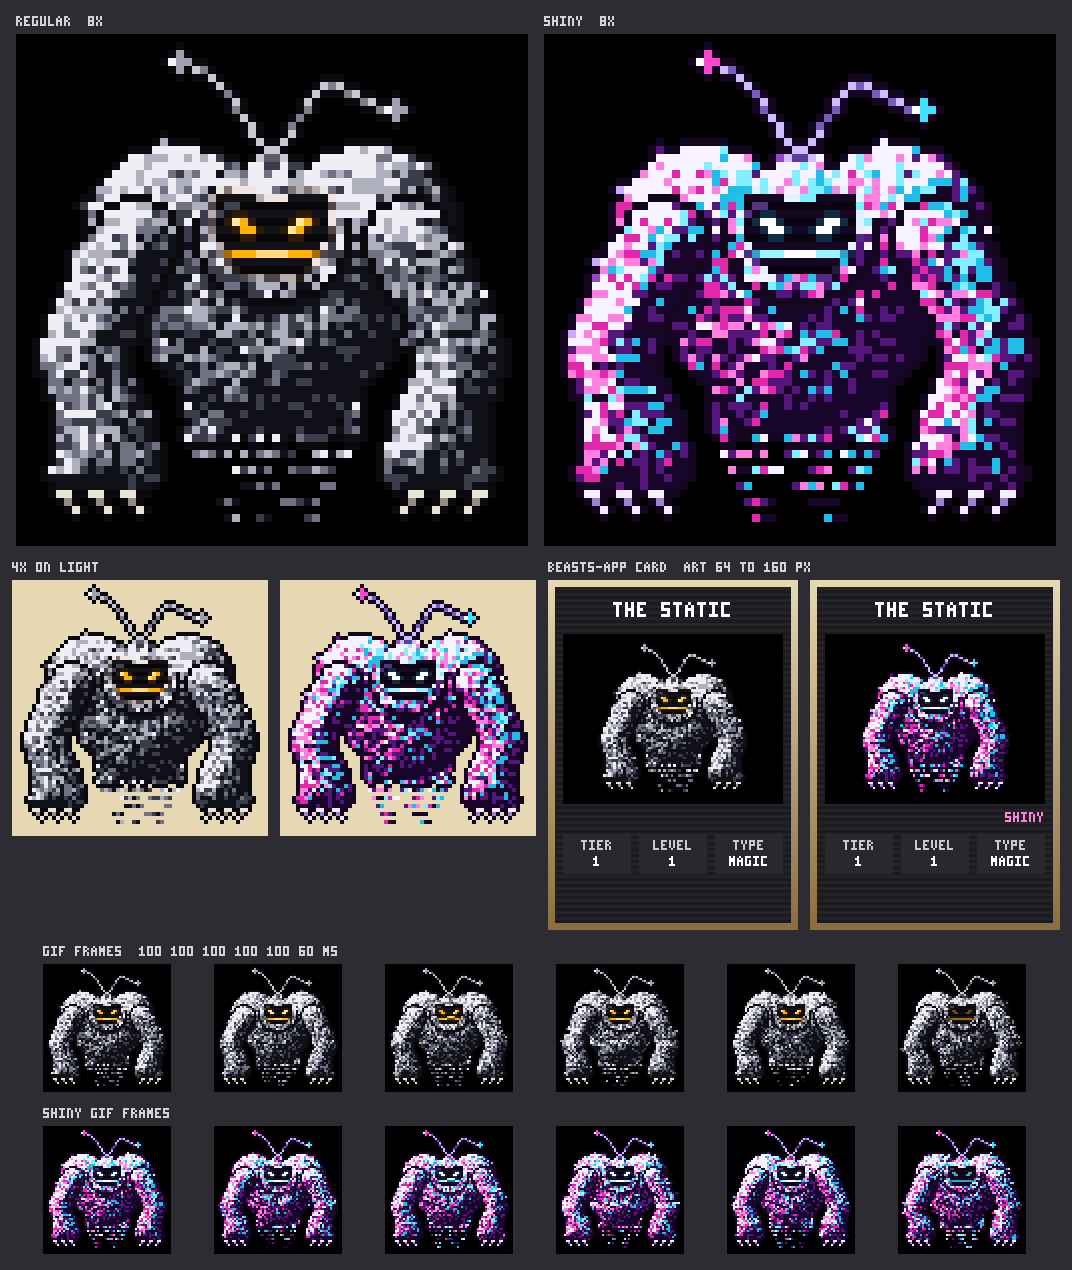 REGULAR 8X
SHINY 8X
4X ON LIGHT
BEASTS-APP CARD ART 64 TO 160 PX
THE STATIC
TIER LEVEL TYPE
1 1 MAGIC
THE STATIC
SHINY
TIER LEVEL TYPE
1 1 MAGIC
GIF FRAMES 100 100 100 100 100 60 MS
SHINY GIF FRAMES